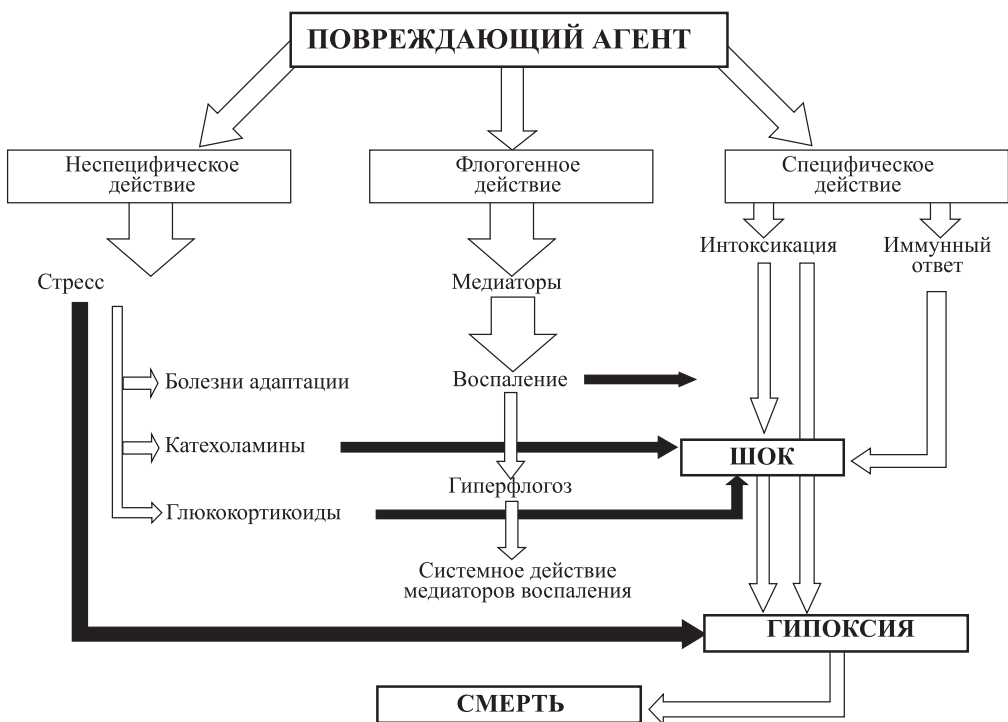 ПОВРЕЖДАЮЩИЙ АГЕНТ
Неспецифическое
действие
Флогогенное
действие
Специфическое
действие
Интоксикация
Иммунный
ответ
Стресс
Медиаторы
Болезни адаптации
Воспаление
Катехоламины
ШОК
Гиперфлогоз
Глюкокортикоиды
Системное действие
медиаторов воспаления
ГИПОКСИЯ
СМЕРТЬ